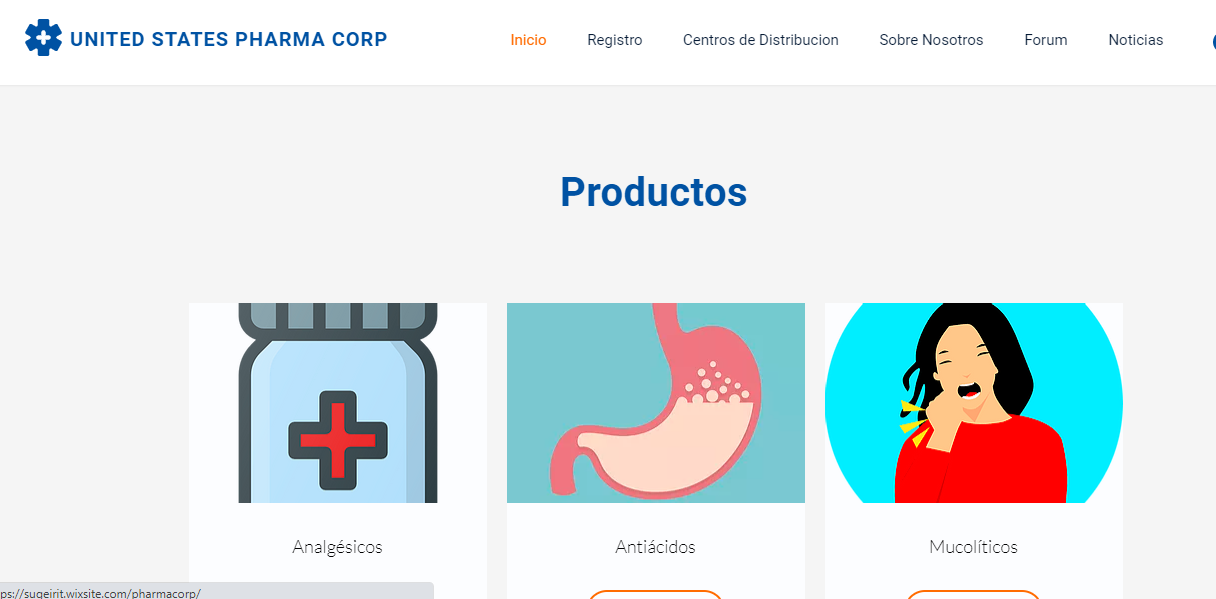 UNITED STATES PHARMA CORP
Inicio Registro Centros de Distribucion Sobre Nosotros Forum Noticias
Productos
Analgésicos Antiácidos Mucolíticos
ps://sugeirit.wixsite.com/pharmacorp/